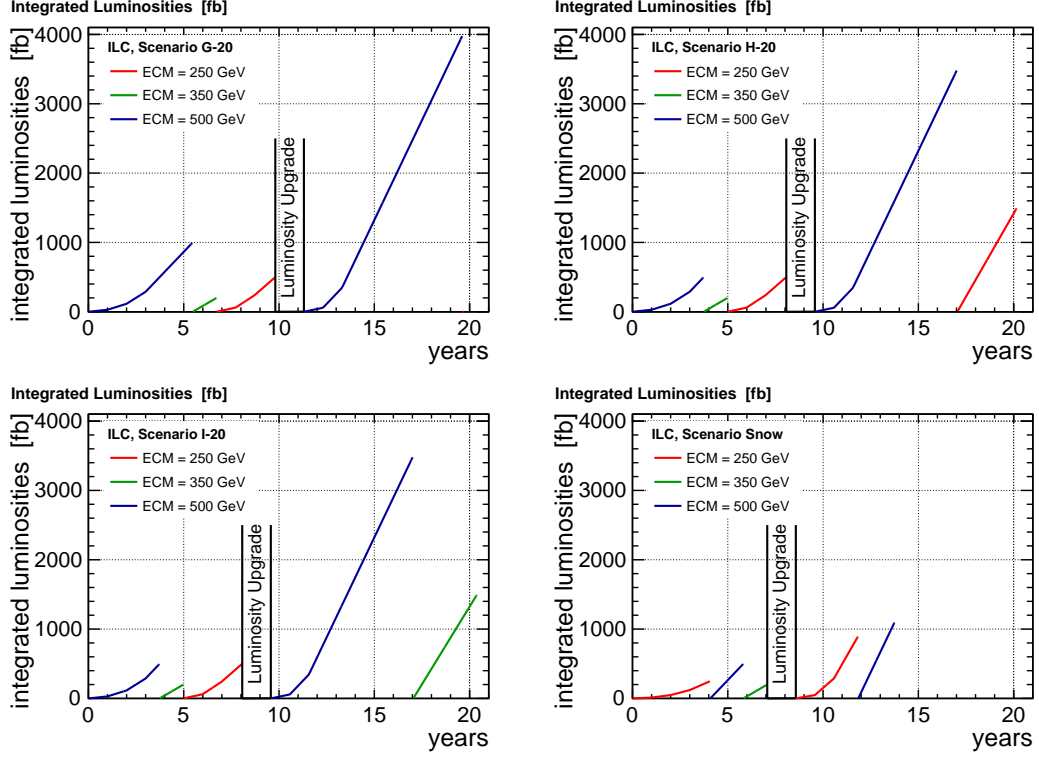 Integrated Luminosities [fb]
integrated luminosities [fb]
4000
3000
2000
1000
0
ILC, Scenario G-20
ECM = 250 GeV
ECM = 350 GeV
ECM = 500 GeV
Luminosity Upgrade
0 5 10 15 20
years
Integrated Luminosities [fb]
integrated luminosities [fb]
4000
3000
2000
1000
0
ILC, Scenario H-20
ECM = 250 GeV
ECM = 350 GeV
ECM = 500 GeV
Luminosity Upgrade
0 5 10 15 20
years
Integrated Luminosities [fb]
integrated luminosities [fb]
4000
3000
2000
1000
0
ILC, Scenario I-20
ECM = 250 GeV
ECM = 350 GeV
ECM = 500 GeV
Luminosity Upgrade
0 5 10 15 20
years
Integrated Luminosities [fb]
integrated luminosities [fb]
4000
3000
2000
1000
0
ILC, Scenario Snow
ECM = 250 GeV
ECM = 350 GeV
ECM = 500 GeV
Luminosity Upgrade
0 5 10 15 20
years